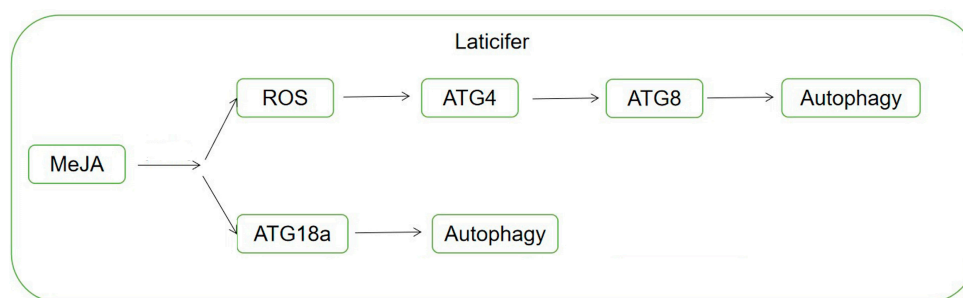 Laticifer
ROS
ATG4
ATG8
Autophagy
MeJA
ATG18a
Autophagy